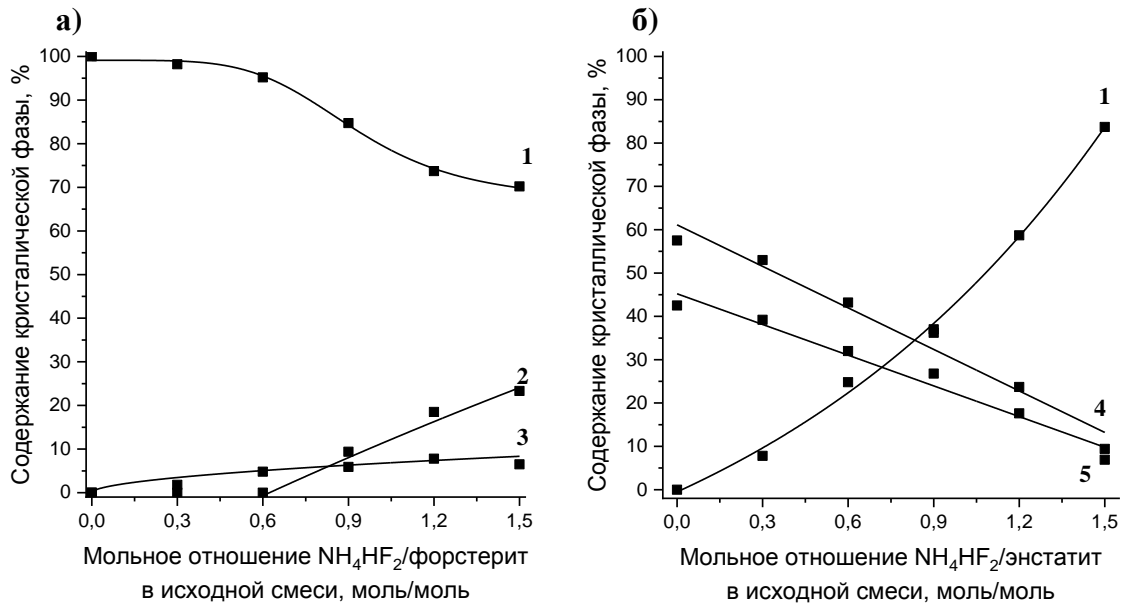 а)
Содержание кристалической фазы, %
100
90
80
70
60
50
40
30
20
10
0
1
2
3
0,0 0,3 0,6 0,9 1,2 1,5
Мольное отношение NH₄HF₂/форстерит
в исходной смеси, моль/моль
б)
Содержание кристаллической фазы, %
100
90
80
70
60
50
40
30
20
10
0
1
4
5
0,0 0,3 0,6 0,9 1,2 1,5
Мольное отношение NH₄HF₂/энстатит
в исходной смеси, моль/моль